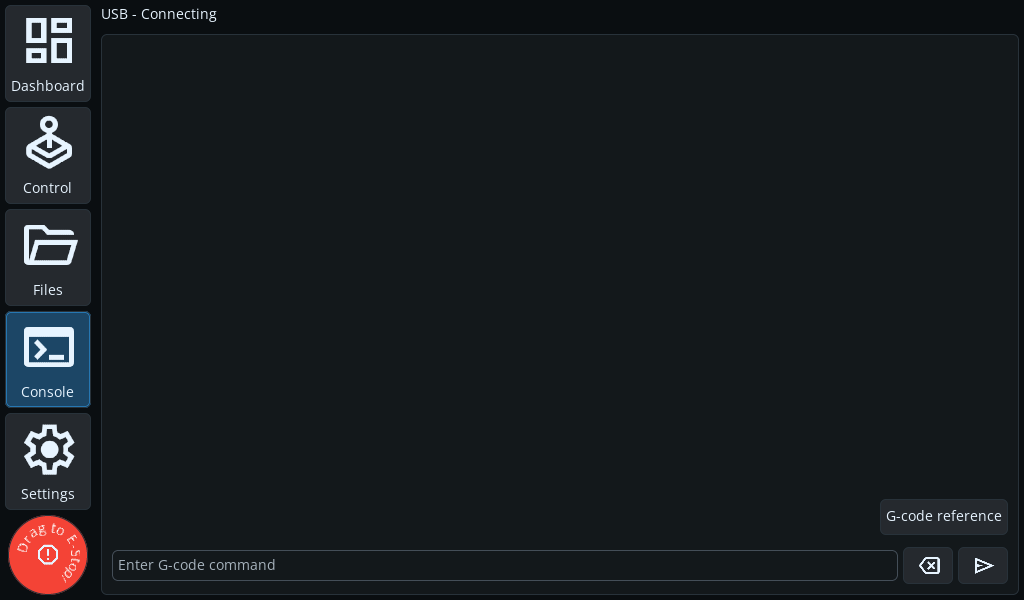 USB - Connecting
Dashboard
Control
Files
Console
Settings
Drag to E-Stop!
G-code reference
Enter G-code command